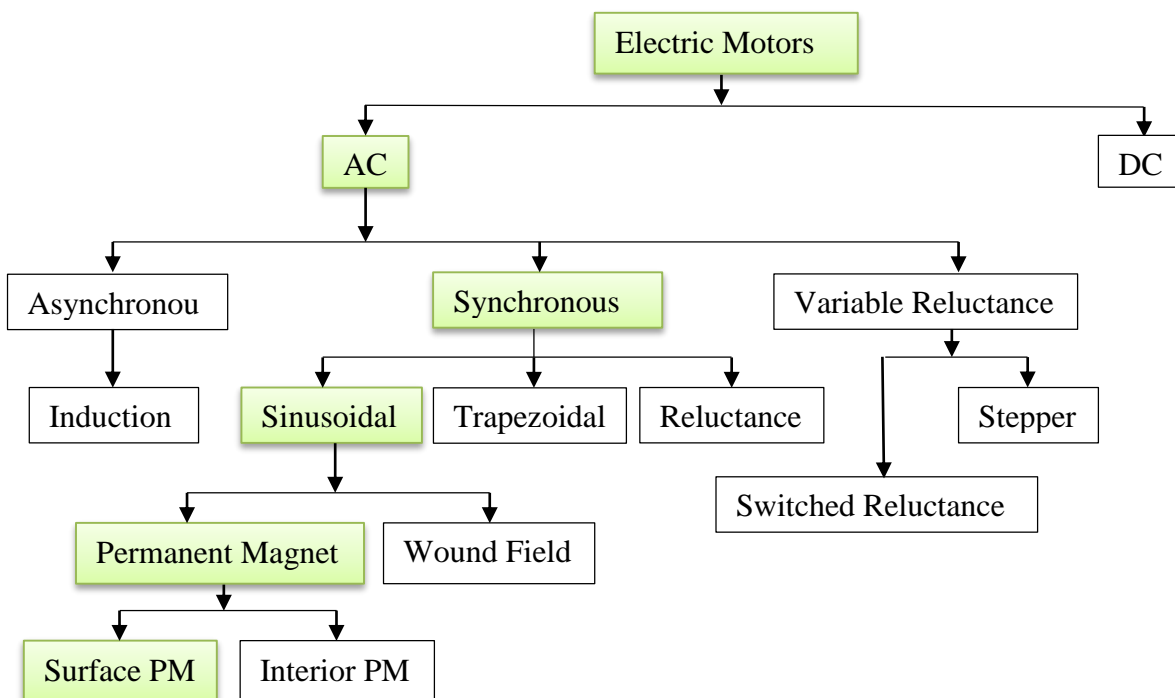 Electric Motors
AC
DC
Asynchronou
Synchronous
Variable Reluctance
Induction
Sinusoidal
Trapezoidal
Reluctance
Stepper
Switched Reluctance
Permanent Magnet
Wound Field
Surface PM
Interior PM